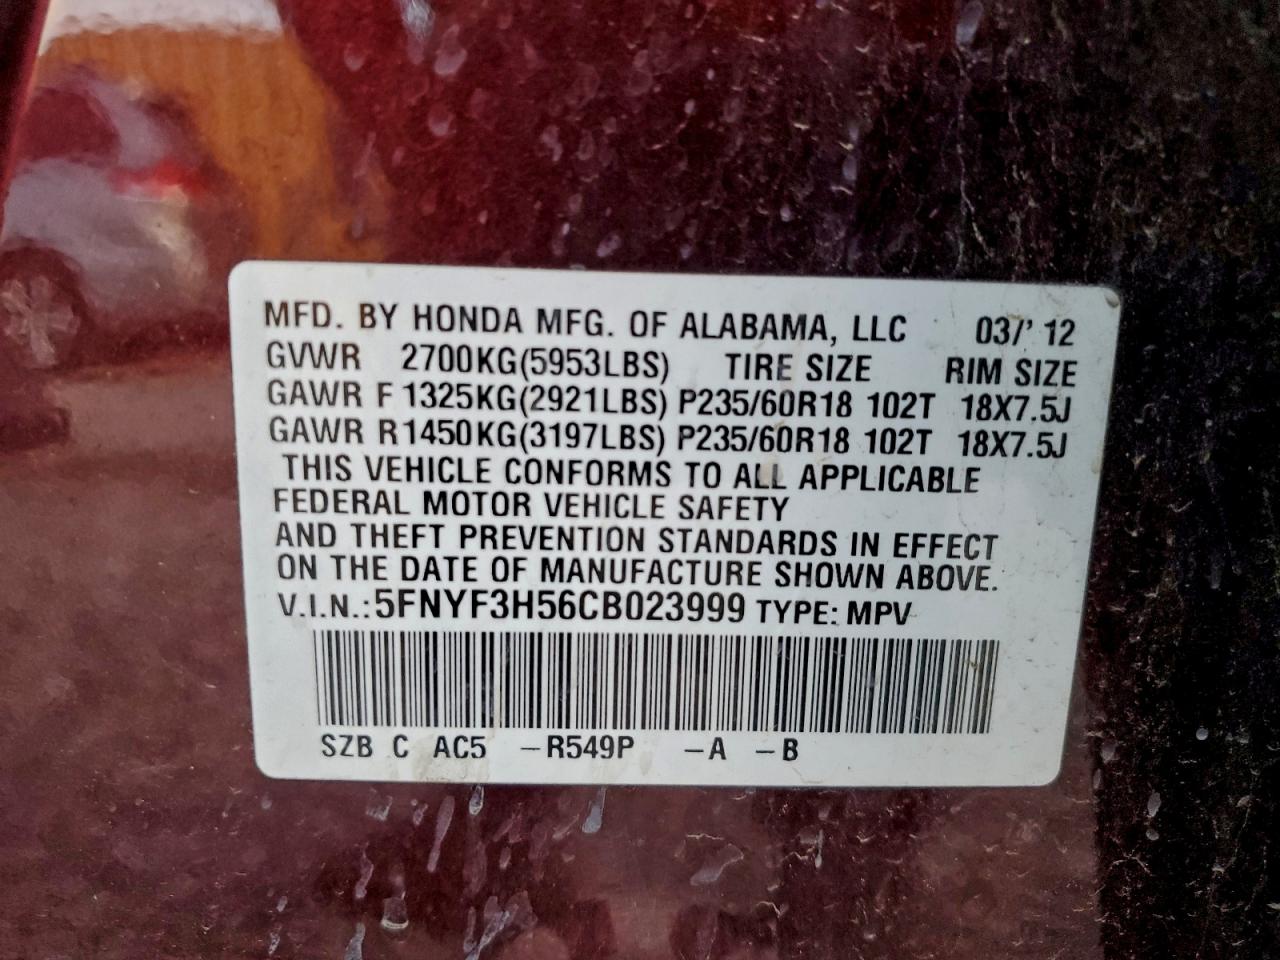 MFD. BY HONDA MFG. OF ALABAMA, LLC 03/' 12
GVWR 2700KG(5953LBS) TIRE SIZE RIM SIZE
GAWR F 1325KG(2921LBS) P235/60R18 102T 18X7.5J
GAWR R 1450KG(3197LBS) P235/60R18 102T 18X7.5J
THIS VEHICLE CONFORMS TO ALL APPLICABLE
FEDERAL MOTOR VEHICLE SAFETY
AND THEFT PREVENTION STANDARDS IN EFFECT
ON THE DATE OF MANUFACTURE SHOWN ABOVE.
V.I.N.: 5FNYF3H56CB023999 TYPE: MPV
SZB C AC5 –R549P –A –B